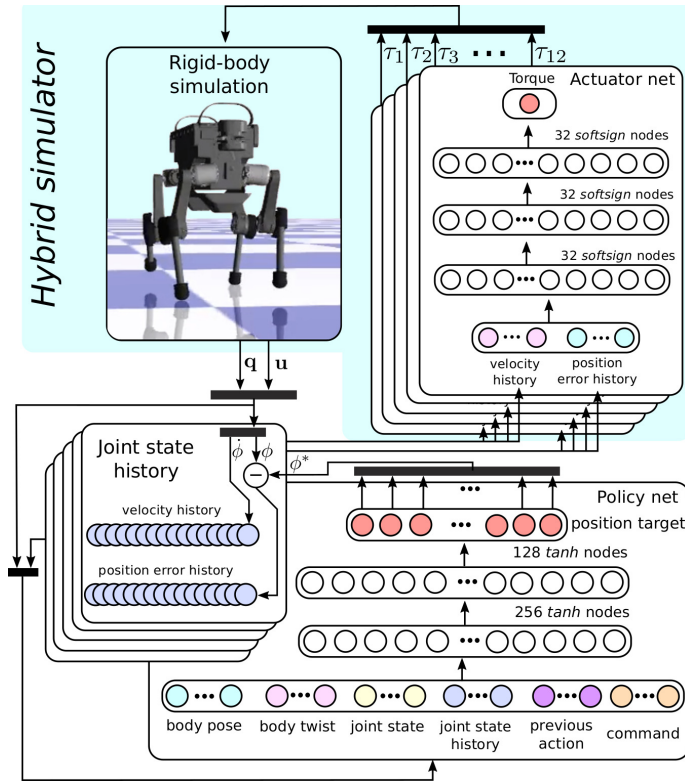 Hybrid simulator
Rigid-body
simulation
τ₁ τ₂ τ₃ ... τ₁₂
Actuator net
Torque
32 softsign nodes
32 softsign nodes
32 softsign nodes
velocity
history
position
error history
q
u
Joint state
history
ϕ̇
ϕ
ϕ*
−
velocity history
position error history
Policy net
position target
128 tanh nodes
256 tanh nodes
body pose
body twist
joint state
joint state
history
previous
action
command